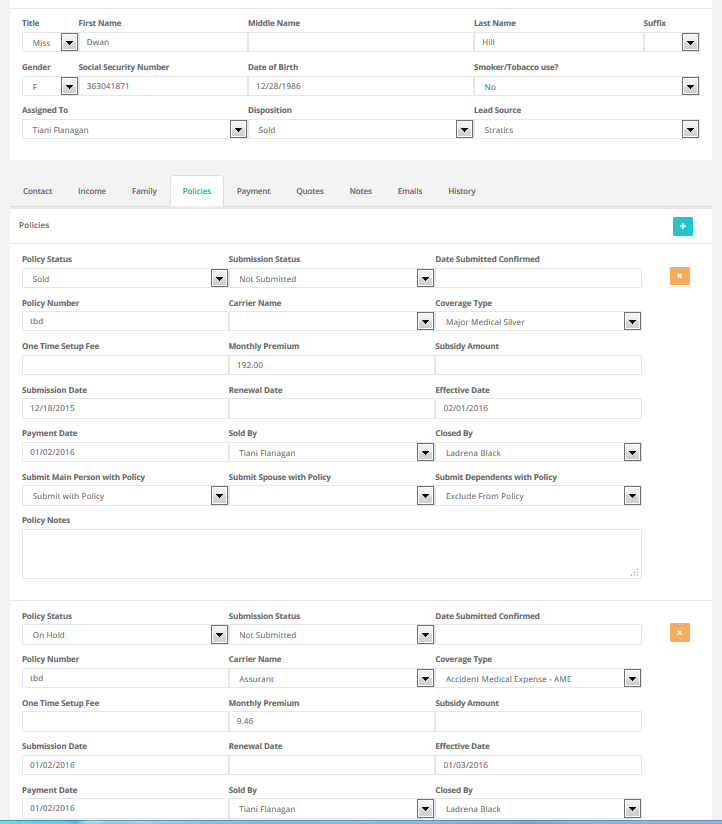 Title First Name Middle Name Last Name Suffix
Miss Dwan Hill
Gender Social Security Number Date of Birth Smoker/Tobacco use?
F 363041871 12/28/1986 No
Assigned To Disposition Lead Source
Tiani Flanagan Sold Stratics
Contact Income Family Policies Payment Quotes Notes Emails History
Policies +
Policy Status Submission Status Date Submitted Confirmed
Sold Not Submitted ×
Policy Number Carrier Name Coverage Type
tbd Major Medical Silver
One Time Setup Fee Monthly Premium Subsidy Amount
192.00
Submission Date Renewal Date Effective Date
12/18/2015 02/01/2016
Payment Date Sold By Closed By
01/02/2016 Tiani Flanagan Ladrena Black
Submit Main Person with Policy Submit Spouse with Policy Submit Dependents with Policy
Submit with Policy Exclude From Policy
Policy Notes
Policy Status Submission Status Date Submitted Confirmed
On Hold Not Submitted ×
Policy Number Carrier Name Coverage Type
tbd Assurant Accident Medical Expense - AME
One Time Setup Fee Monthly Premium Subsidy Amount
9.46
Submission Date Renewal Date Effective Date
01/02/2016 01/03/2016
Payment Date Sold By Closed By
01/02/2016 Tiani Flanagan Ladrena Black